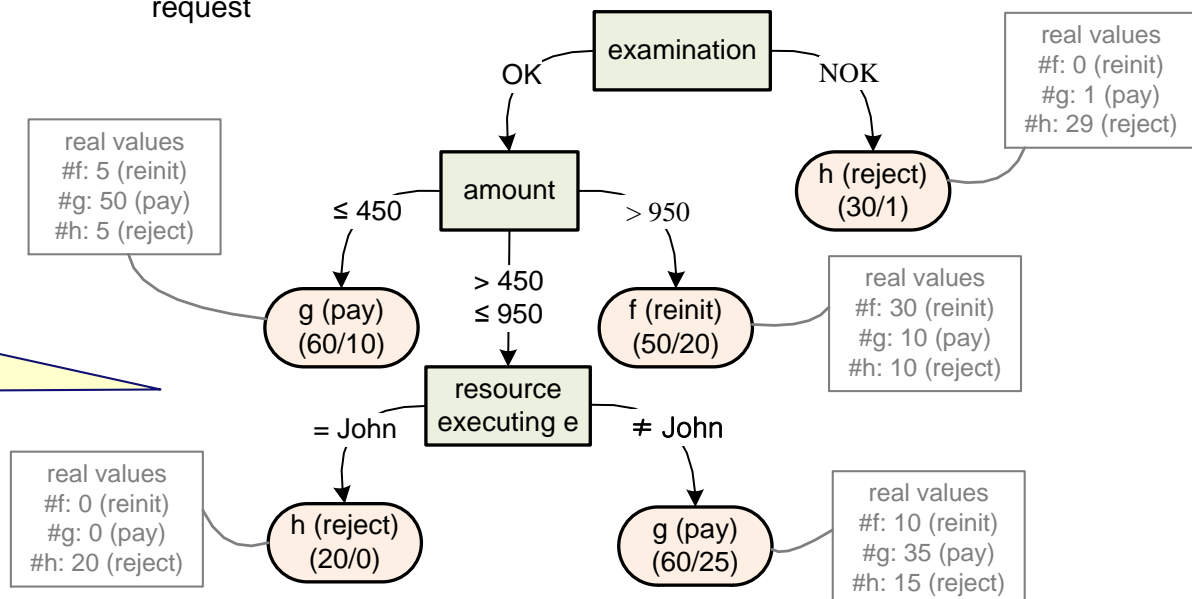 request
examination
OK
NOK
real values
#f: 0 (reinit)
#g: 1 (pay)
#h: 29 (reject)
real values
#f: 5 (reinit)
#g: 50 (pay)
#h: 5 (reject)
amount
h (reject)
(30/1)
≤ 450
> 950
> 450
≤ 950
g (pay)
(60/10)
f (reinit)
(50/20)
real values
#f: 30 (reinit)
#g: 10 (pay)
#h: 10 (reject)
resource
executing e
= John
≠ John
real values
#f: 0 (reinit)
#g: 0 (pay)
#h: 20 (reject)
h (reject)
(20/0)
g (pay)
(60/25)
real values
#f: 10 (reinit)
#g: 35 (pay)
#h: 15 (reject)